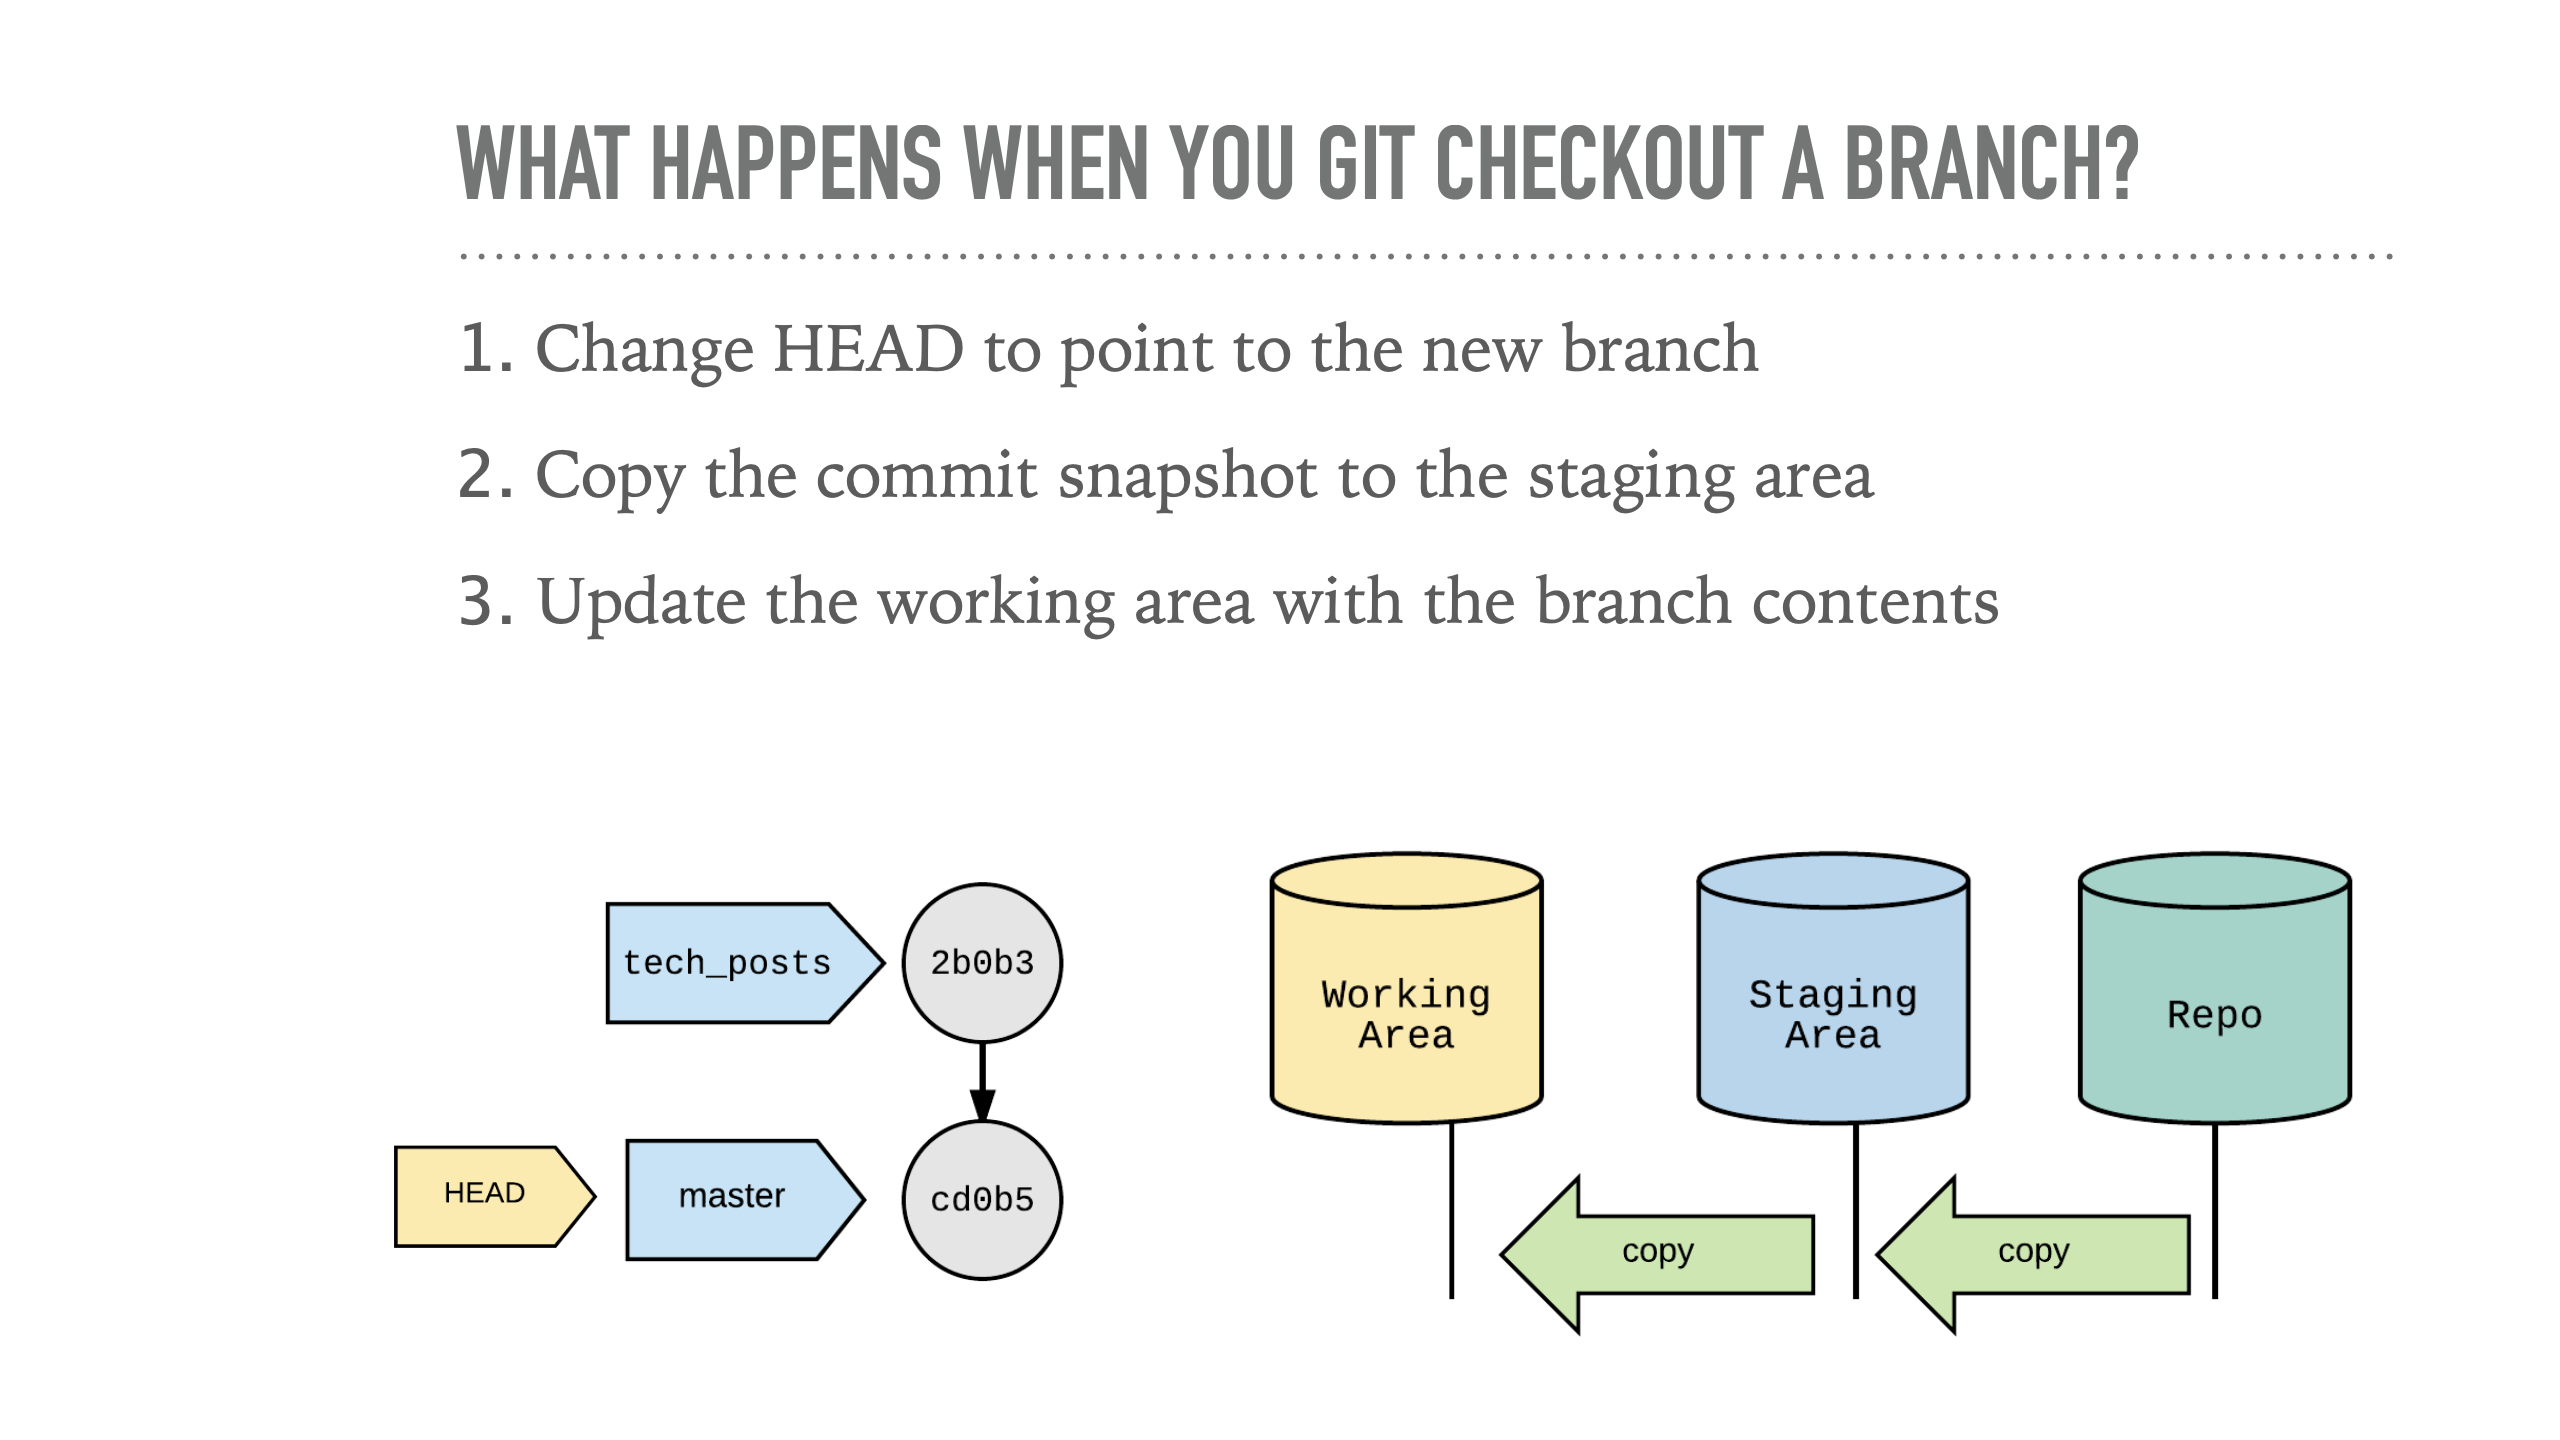 WHAT HAPPENS WHEN YOU GIT CHECKOUT A BRANCH?
1. Change HEAD to point to the new branch
2. Copy the commit snapshot to the staging area
3. Update the working area with the branch contents
tech_posts
2b0b3
HEAD
master
cd0b5
Working
Area
Staging
Area
Repo
copy
copy